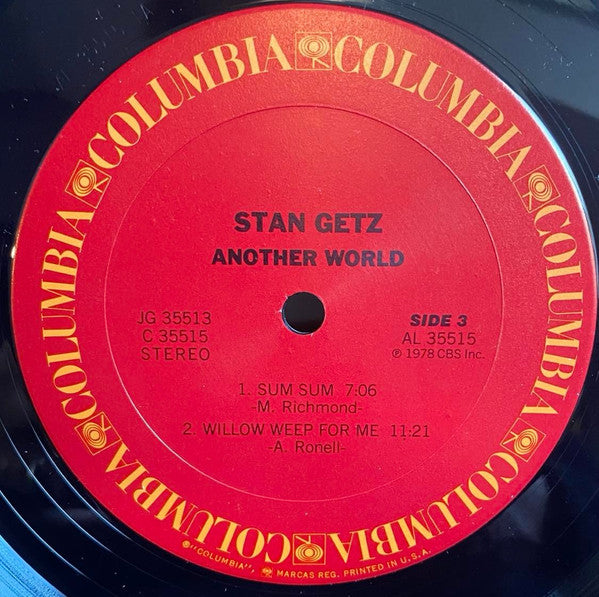 COLUMBIA COLUMBIA COLUMBIA COLUMBIA COLUMBIA COLUMBIA COLUMBIA
STAN GETZ
ANOTHER WORLD
JG 35513
C 35515
STEREO
SIDE 3
AL 35515
℗ 1978 CBS Inc.
1. SUM SUM 7:06
-M. Richmond-
2. WILLOW WEEP FOR ME 11:21
-A. Ronell-
®"COLUMBIA", MARCAS REG. PRINTED IN U.S.A.